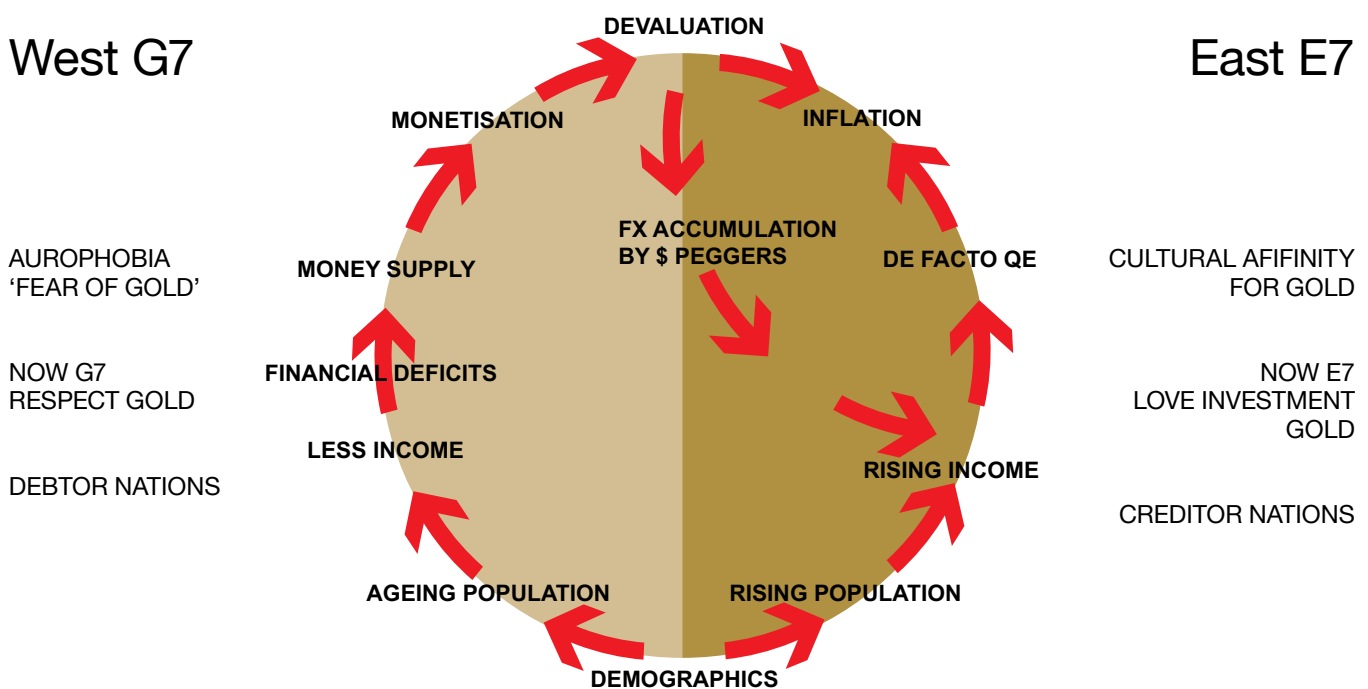 DEVALUATION
West G7
East E7
MONETISATION
INFLATION
FX ACCUMULATION
BY $ PEGGERS
AUROPHOBIA
‘FEAR OF GOLD’
MONEY SUPPLY
DE FACTO QE
CULTURAL AFIFINITY
FOR GOLD
NOW G7
RESPECT GOLD
FINANCIAL DEFICITS
NOW E7
LOVE INVESTMENT
GOLD
LESS INCOME
RISING INCOME
DEBTOR NATIONS
CREDITOR NATIONS
AGEING POPULATION
RISING POPULATION
DEMOGRAPHICS